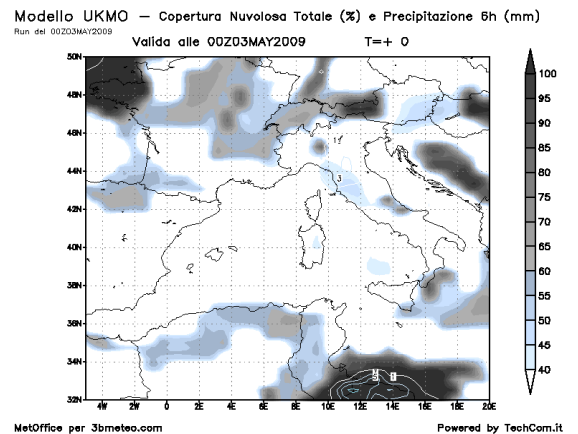 Modello UKMO – Copertura Nuvolosa Totale (%) e Precipitazione 6h (mm)
Run del 00Z03MAY2009
Valida alle 00Z03MAY2009 T=+ 0
50N
48N
46N
44N
42N
40N
38N
36N
34N
32N
4W 2W 0 2E 4E 6E 8E 10E 12E 14E 16E 18E 20E
100
95
90
85
80
75
70
65
60
55
50
45
40
3
MetOffice per 3bmeteo.com Powered by TechCom.it